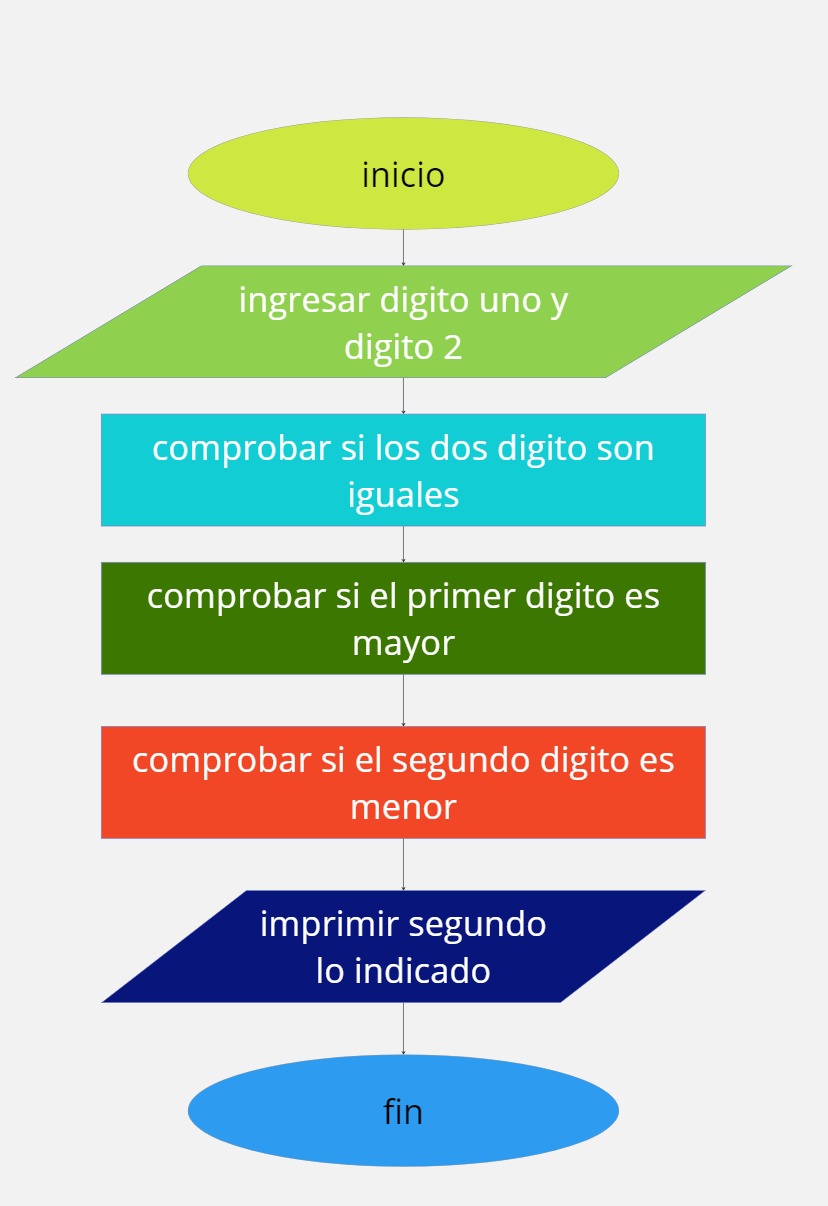 inicio
ingresar digito uno y
digito 2
comprobar si los dos digito son
iguales
comprobar si el primer digito es
mayor
comprobar si el segundo digito es
menor
imprimir segundo
lo indicado
fin